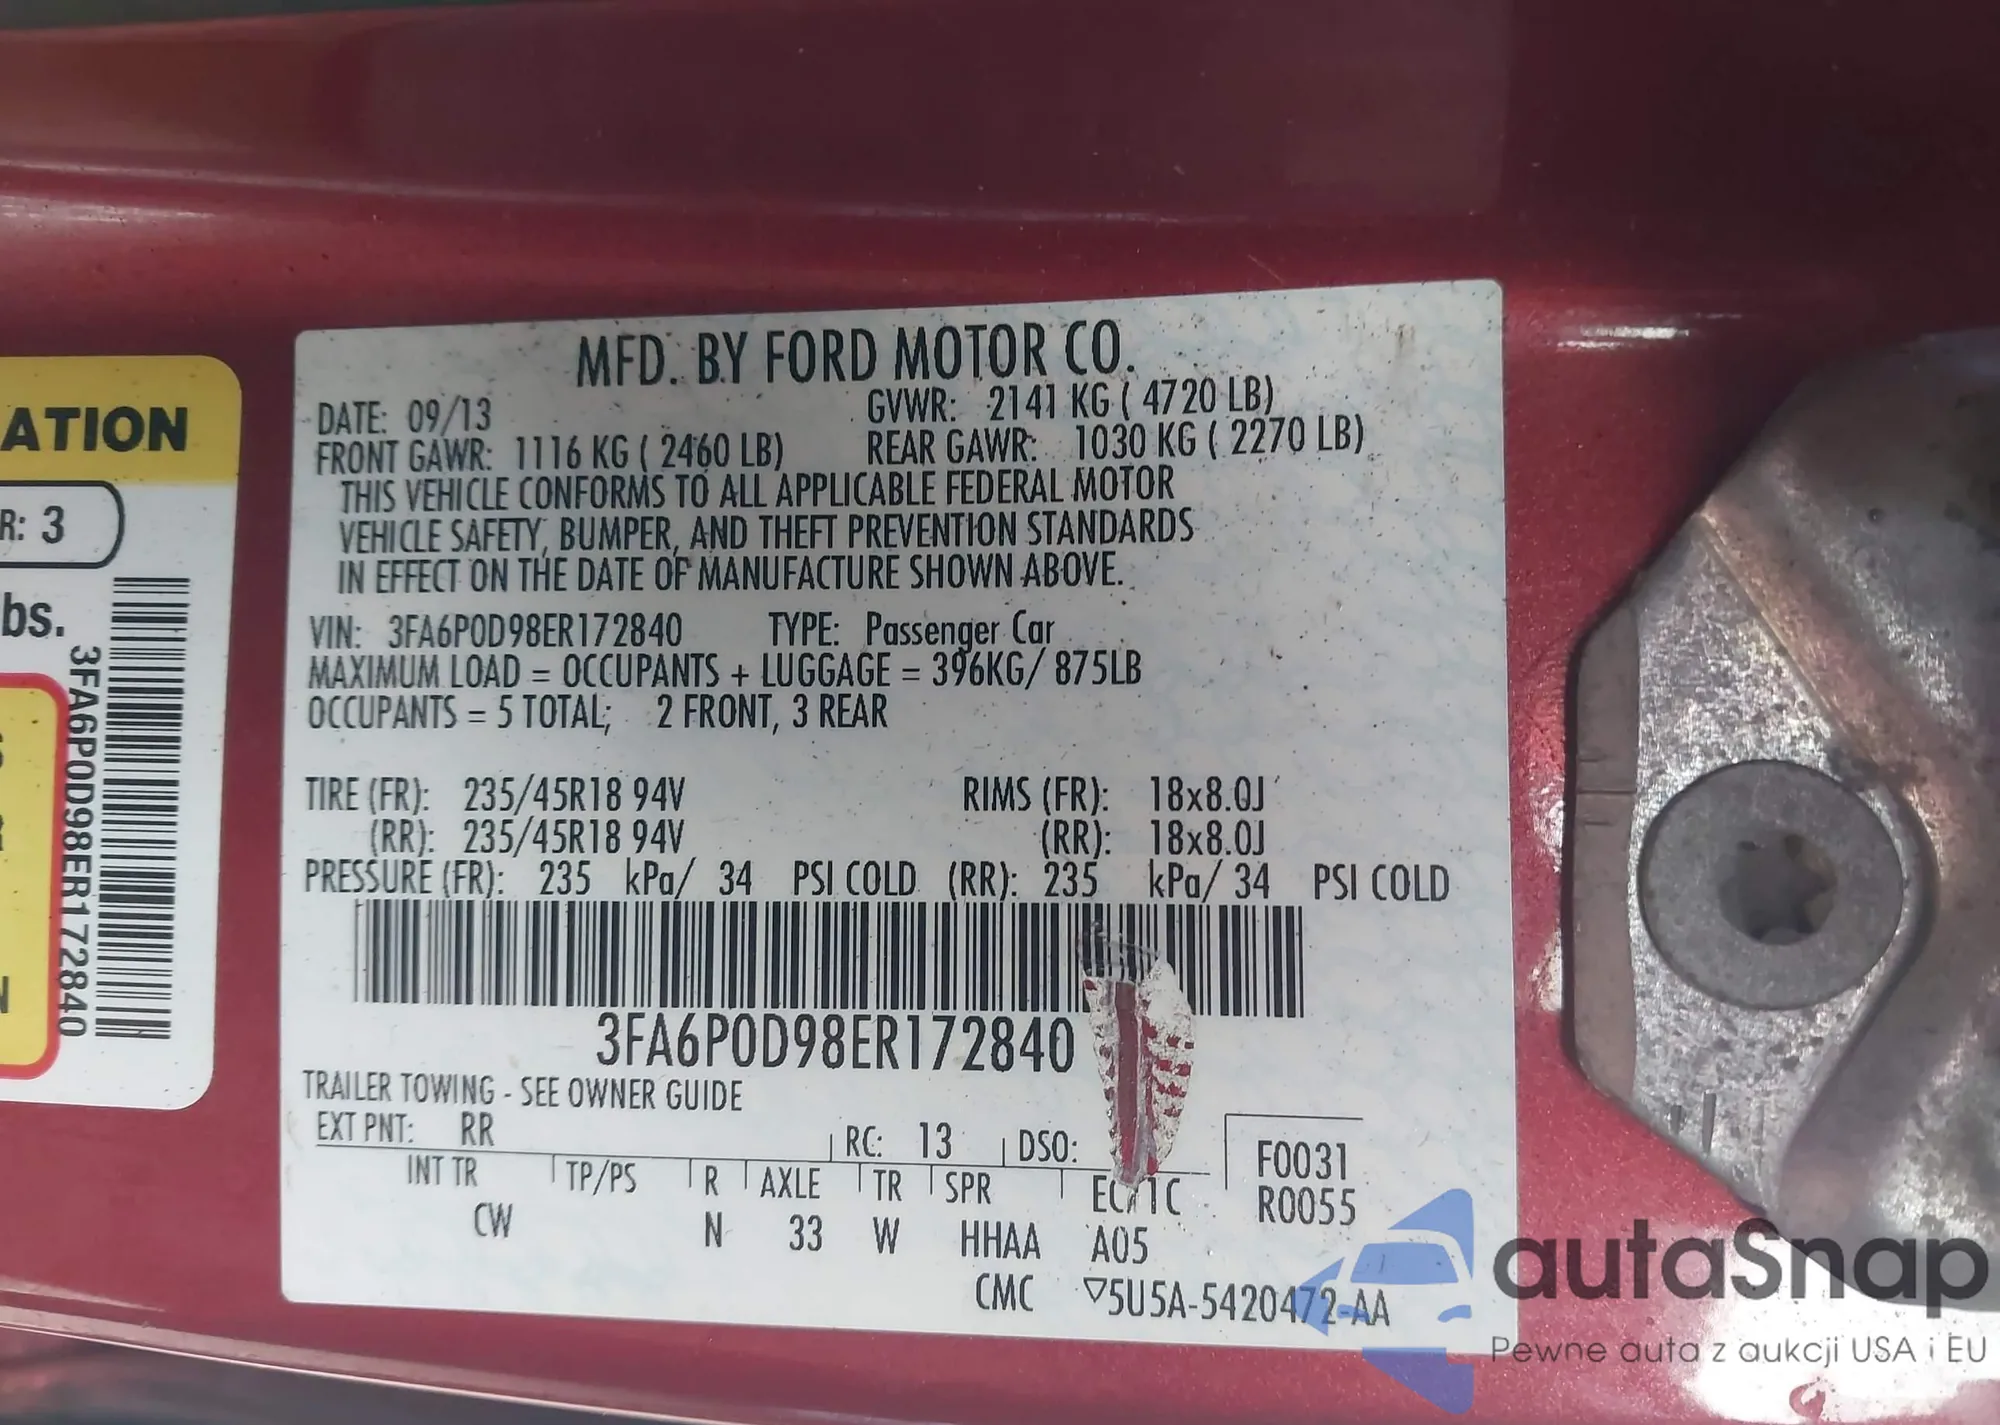 MFD. BY FORD MOTOR CO.
DATE: 09/13 GVWR: 2141 KG ( 4720 LB)
FRONT GAWR: 1116 KG ( 2460 LB) REAR GAWR: 1030 KG ( 2270 LB)
THIS VEHICLE CONFORMS TO ALL APPLICABLE FEDERAL MOTOR
VEHICLE SAFETY, BUMPER, AND THEFT PREVENTION STANDARDS
IN EFFECT ON THE DATE OF MANUFACTURE SHOWN ABOVE.
VIN: 3FA6P0D98ER172840 TYPE: Passenger Car
MAXIMUM LOAD = OCCUPANTS + LUGGAGE = 396KG/ 875LB
OCCUPANTS = 5 TOTAL; 2 FRONT, 3 REAR
TIRE (FR): 235/45R18 94V RIMS (FR): 18x8.0J
(RR): 235/45R18 94V (RR): 18x8.0J
PRESSURE (FR): 235 kPa/ 34 PSI COLD (RR): 235 kPa/ 34 PSI COLD
3FA6P0D98ER172840
TRAILER TOWING - SEE OWNER GUIDE
EXT PNT: RR RC: 13 DSO: F0031
INT TR TP/PS R AXLE TR SPR R0055
CW N 33 W HHAA A05
CMC ▽5U5A-5420472-AA
ATION
R: 3
bs.
3FA6P0D98ER172840
autaSnap
Pewne auta z aukcji USA i EU